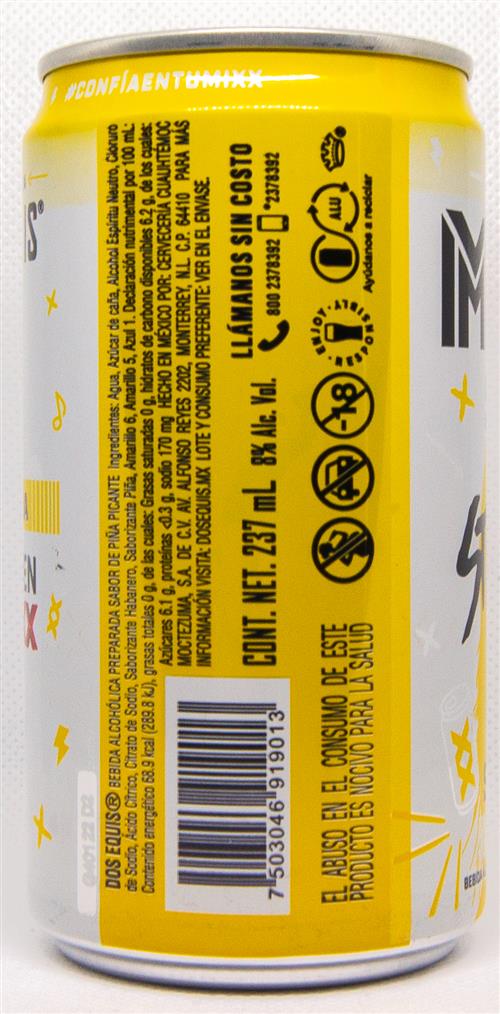 #CONFÍAENTUMIXX
DOS EQUIS® BEBIDA ALCOHÓLICA PREPARADA SABOR DE PIÑA PICANTE Ingredientes: Agua, Azúcar de caña, Alcohol Espíritu Neutro, Cloruro
de Sodio, Ácido Cítrico, Citrato de Sodio, Saborizante Habanero, Saborizante Piña, Amarillo 6, Amarillo 5, Azul 1. Declaración nutrimental por 100 mL:
Contenido energético 68.9 kcal (289.8 kJ), grasas totales 0 g, de las cuales: Grasas saturadas 0 g, hidratos de carbono disponibles 6.2 g, de los cuales:
Azúcares 6.1 g, proteínas <0.3 g, sodio 170 mg HECHO EN MÉXICO POR: CERVECERÍA CUAUHTEMOC
MOCTEZUMA, S.A. DE C.V. AV. ALFONSO REYES 2202, MONTERREY, N.L. C.P. 64410 PARA MÁS
INFORMACIÓN VISITA: DOSEQUIS.MX LOTE Y CONSUMO PREFERENTE: VER EN EL ENVASE.
LLÁMANOS SIN COSTO
800 2378392 *2378392
CONT. NET. 237 mL 8% Alc. Vol.
7 503046 919013
-18
ENJOY
RESPONSIBLY
ALU
Ayúdanos a reciclar
EL ABUSO EN EL CONSUMO DE ESTE
PRODUCTO ES NOCIVO PARA LA SALUD
IS®
A
EN
X
M
BEBIDA